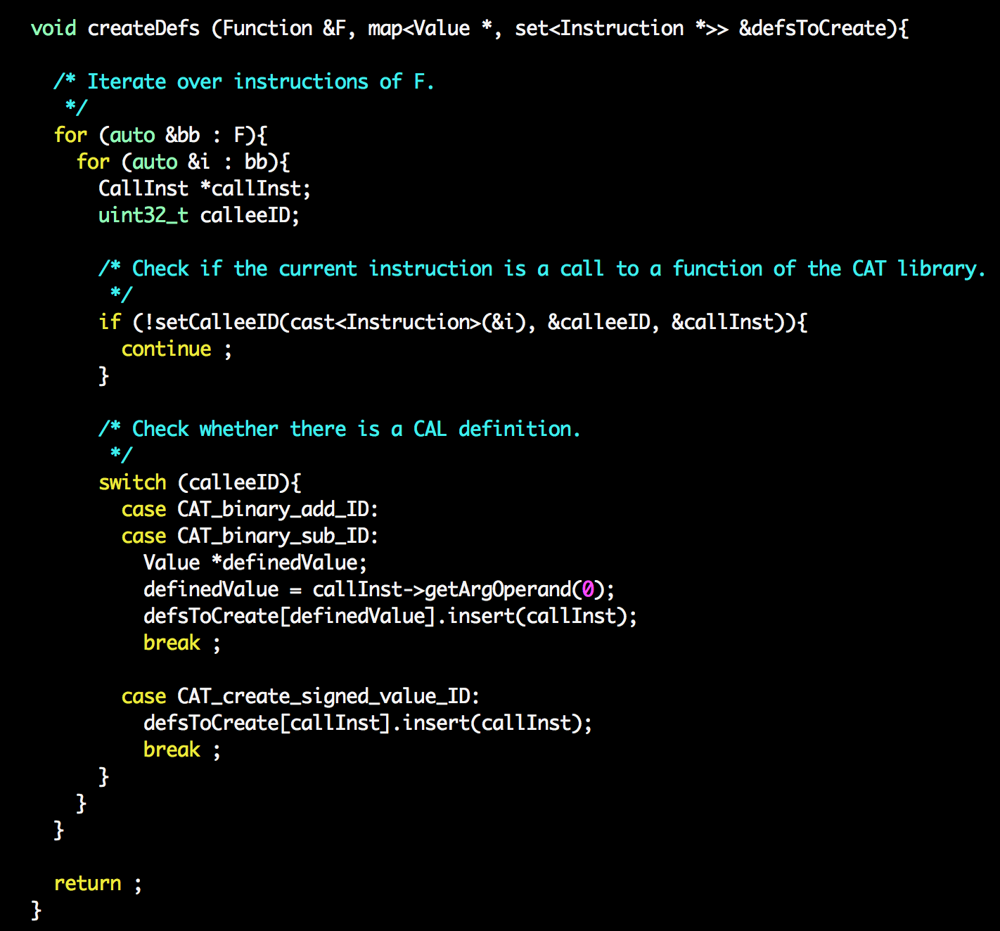 void createDefs (Function &F, map<Value *, set<Instruction *>> &defsToCreate){
/* Iterate over instructions of F.
*/
for (auto &bb : F){
for (auto &i : bb){
CallInst *callInst;
uint32_t calleeID;
/* Check if the current instruction is a call to a function of the CAT library.
*/
if (!setCalleeID(cast<Instruction>(&i), &calleeID, &callInst)){
continue ;
}
/* Check whether there is a CAL definition.
*/
switch (calleeID){
case CAT_binary_add_ID:
case CAT_binary_sub_ID:
Value *definedValue;
definedValue = callInst->getArgOperand(0);
defsToCreate[definedValue].insert(callInst);
break ;
case CAT_create_signed_value_ID:
defsToCreate[callInst].insert(callInst);
break ;
}
}
}
return ;
}